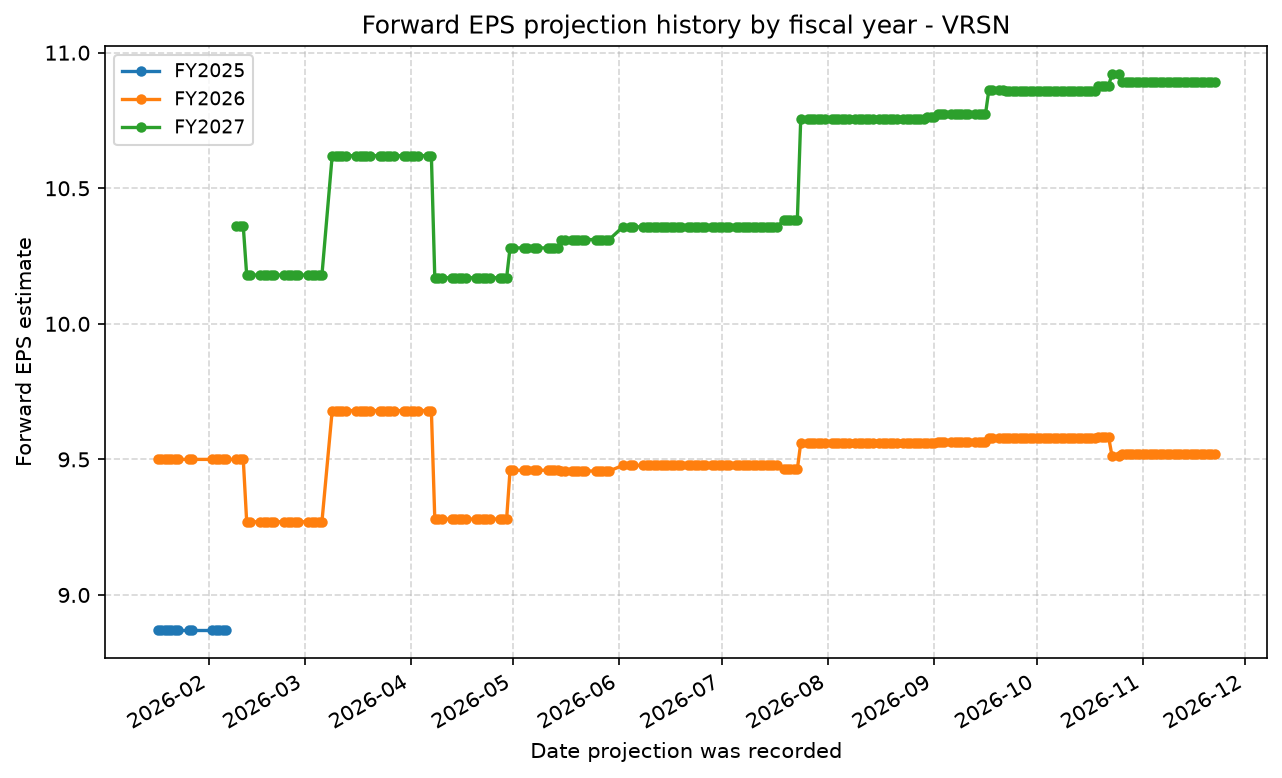 Forward EPS projection history by fiscal year - VRSN
FY2025
FY2026
FY2027
Forward EPS estimate
11.0
10.5
10.0
9.5
9.0
2026-02
2026-03
2026-04
2026-05
2026-06
2026-07
2026-08
2026-09
2026-10
2026-11
2026-12
Date projection was recorded